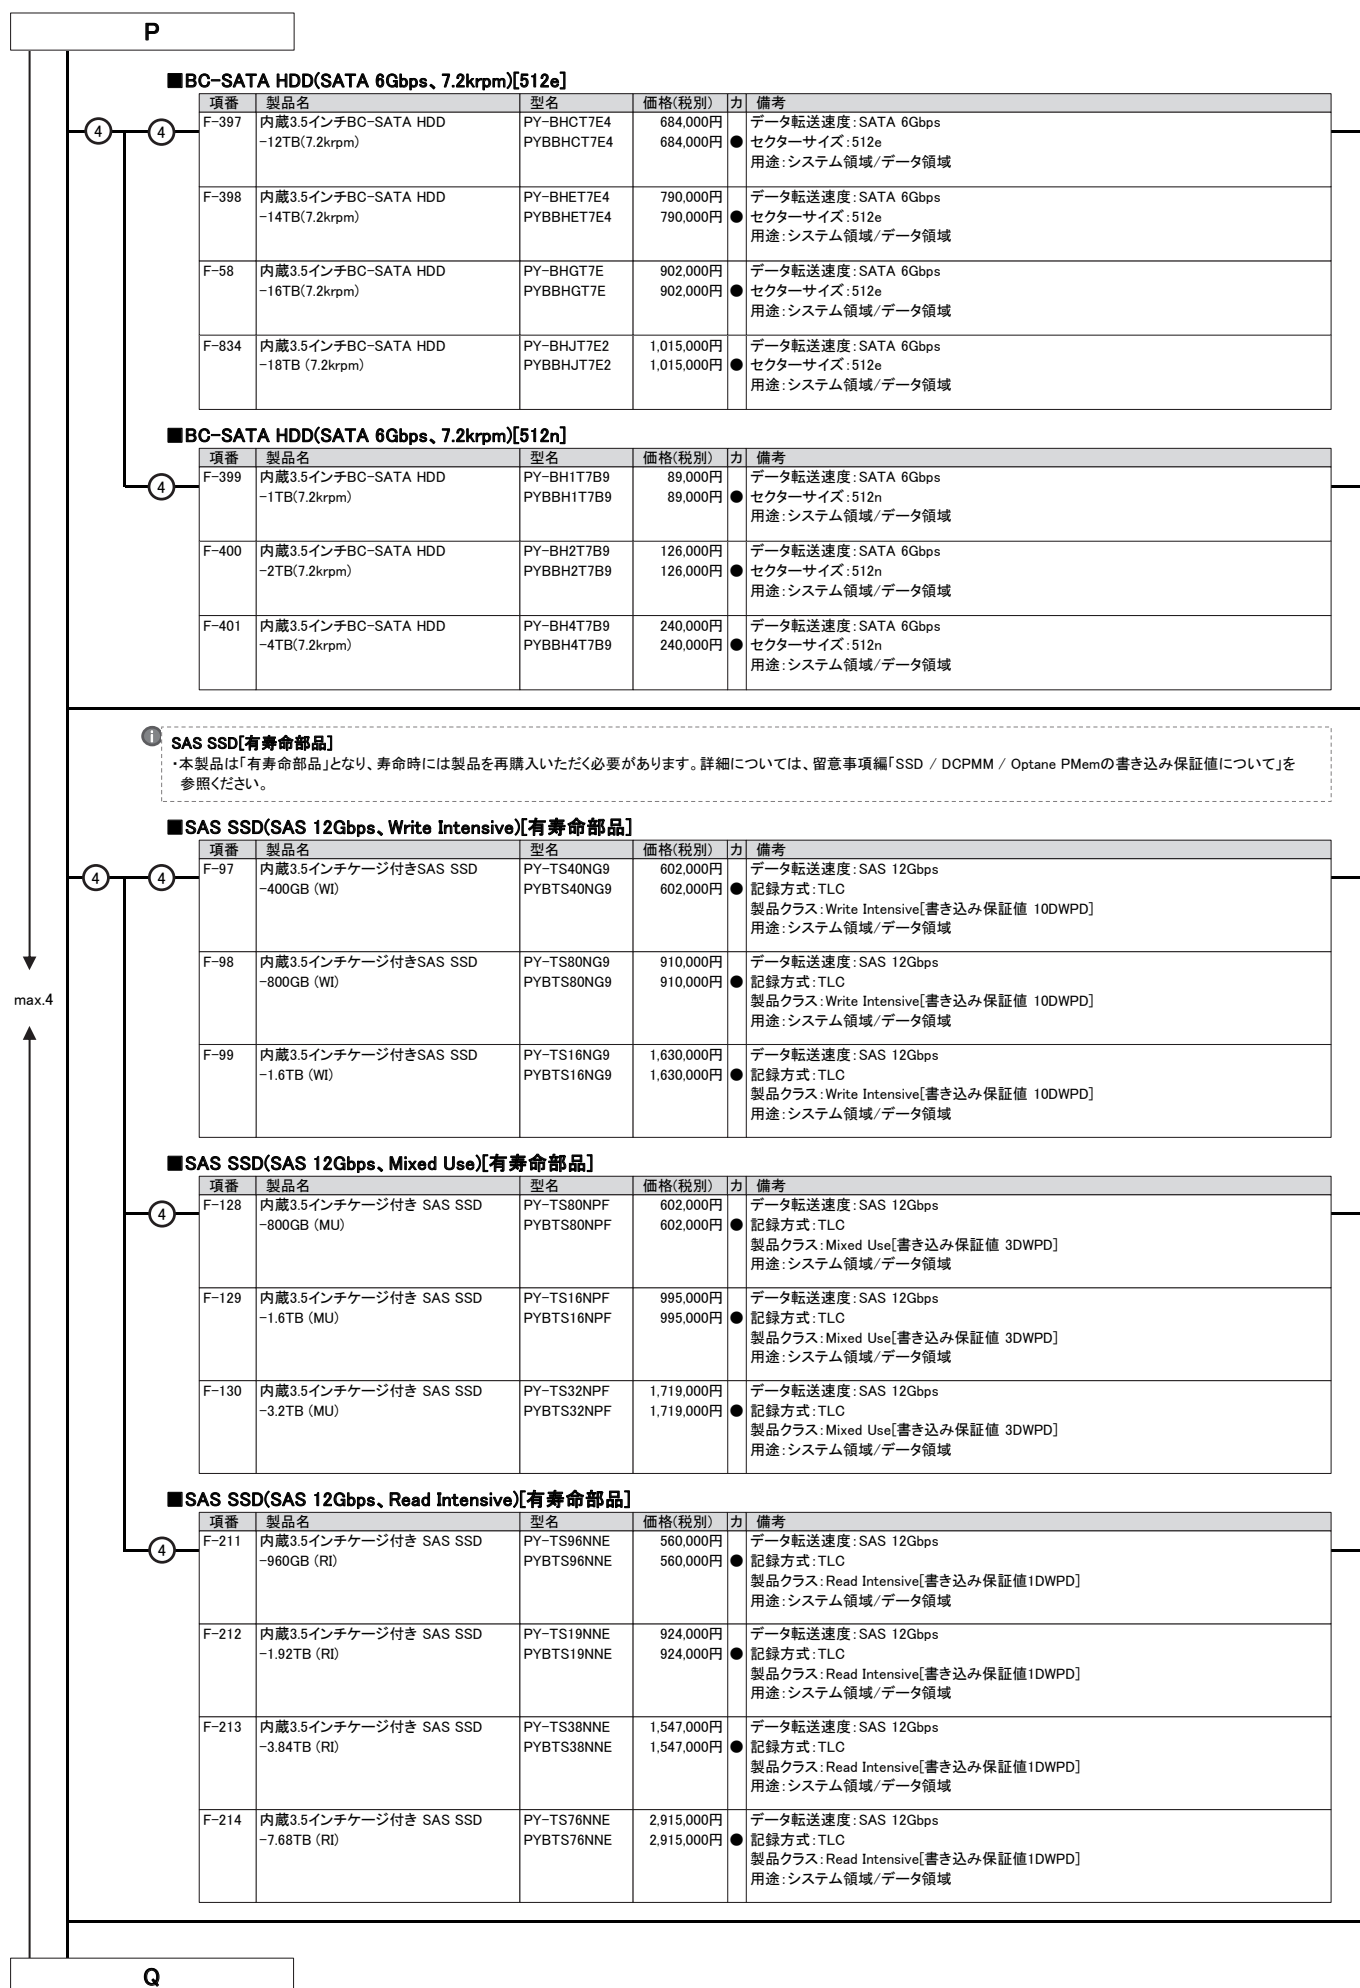 P
■BC-SATA HDD(SATA 6Gbps、7.2krpm)[512e]
項番 製品名 型名 価格(税別) カ 備考
F-397 内蔵3.5インチBC-SATA HDD PY-BHCT7E4 684,000円 データ転送速度:SATA 6Gbps
-12TB(7.2krpm) PYBBHCT7E4 684,000円 ● セクターサイズ:512e
用途:システム領域/データ領域
F-398 内蔵3.5インチBC-SATA HDD PY-BHET7E4 790,000円 データ転送速度:SATA 6Gbps
-14TB(7.2krpm) PYBBHET7E4 790,000円 ● セクターサイズ:512e
用途:システム領域/データ領域
F-58 内蔵3.5インチBC-SATA HDD PY-BHGT7E 902,000円 データ転送速度:SATA 6Gbps
-16TB(7.2krpm) PYBBHGT7E 902,000円 ● セクターサイズ:512e
用途:システム領域/データ領域
F-834 内蔵3.5インチBC-SATA HDD PY-BHJT7E2 1,015,000円 データ転送速度:SATA 6Gbps
-18TB (7.2krpm) PYBBHJT7E2 1,015,000円 ● セクターサイズ:512e
用途:システム領域/データ領域
4 4
■BC-SATA HDD(SATA 6Gbps、7.2krpm)[512n]
項番 製品名 型名 価格(税別) カ 備考
F-399 内蔵3.5インチBC-SATA HDD PY-BH1T7B9 89,000円 データ転送速度:SATA 6Gbps
-1TB(7.2krpm) PYBBH1T7B9 89,000円 ● セクターサイズ:512n
用途:システム領域/データ領域
F-400 内蔵3.5インチBC-SATA HDD PY-BH2T7B9 126,000円 データ転送速度:SATA 6Gbps
-2TB(7.2krpm) PYBBH2T7B9 126,000円 ● セクターサイズ:512n
用途:システム領域/データ領域
F-401 内蔵3.5インチBC-SATA HDD PY-BH4T7B9 240,000円 データ転送速度:SATA 6Gbps
-4TB(7.2krpm) PYBBH4T7B9 240,000円 ● セクターサイズ:512n
用途:システム領域/データ領域
4
i SAS SSD[有寿命部品]
・本製品は「有寿命部品」となり、寿命時には製品を再購入いただく必要があります。詳細については、留意事項編「SSD / DCPMM / Optane PMemの書き込み保証値について」を
参照ください。
■SAS SSD(SAS 12Gbps、Write Intensive)[有寿命部品]
項番 製品名 型名 価格(税別) カ 備考
F-97 内蔵3.5インチケージ付きSAS SSD PY-TS40NG9 602,000円 データ転送速度:SAS 12Gbps
-400GB (WI) PYBTS40NG9 602,000円 ● 記録方式:TLC
製品クラス:Write Intensive[書き込み保証値 10DWPD]
用途:システム領域/データ領域
F-98 内蔵3.5インチケージ付きSAS SSD PY-TS80NG9 910,000円 データ転送速度:SAS 12Gbps
-800GB (WI) PYBTS80NG9 910,000円 ● 記録方式:TLC
製品クラス:Write Intensive[書き込み保証値 10DWPD]
用途:システム領域/データ領域
F-99 内蔵3.5インチケージ付きSAS SSD PY-TS16NG9 1,630,000円 データ転送速度:SAS 12Gbps
-1.6TB (WI) PYBTS16NG9 1,630,000円 ● 記録方式:TLC
製品クラス:Write Intensive[書き込み保証値 10DWPD]
用途:システム領域/データ領域
4 4
max.4
■SAS SSD(SAS 12Gbps、Mixed Use)[有寿命部品]
項番 製品名 型名 価格(税別) カ 備考
F-128 内蔵3.5インチケージ付き SAS SSD PY-TS80NPF 602,000円 データ転送速度:SAS 12Gbps
-800GB (MU) PYBTS80NPF 602,000円 ● 記録方式:TLC
製品クラス:Mixed Use[書き込み保証値 3DWPD]
用途:システム領域/データ領域
F-129 内蔵3.5インチケージ付き SAS SSD PY-TS16NPF 995,000円 データ転送速度:SAS 12Gbps
-1.6TB (MU) PYBTS16NPF 995,000円 ● 記録方式:TLC
製品クラス:Mixed Use[書き込み保証値 3DWPD]
用途:システム領域/データ領域
F-130 内蔵3.5インチケージ付き SAS SSD PY-TS32NPF 1,719,000円 データ転送速度:SAS 12Gbps
-3.2TB (MU) PYBTS32NPF 1,719,000円 ● 記録方式:TLC
製品クラス:Mixed Use[書き込み保証値 3DWPD]
用途:システム領域/データ領域
4
■SAS SSD(SAS 12Gbps、Read Intensive)[有寿命部品]
項番 製品名 型名 価格(税別) カ 備考
F-211 内蔵3.5インチケージ付き SAS SSD PY-TS96NNE 560,000円 データ転送速度:SAS 12Gbps
-960GB (RI) PYBTS96NNE 560,000円 ● 記録方式:TLC
製品クラス:Read Intensive[書き込み保証値1DWPD]
用途:システム領域/データ領域
F-212 内蔵3.5インチケージ付き SAS SSD PY-TS19NNE 924,000円 データ転送速度:SAS 12Gbps
-1.92TB (RI) PYBTS19NNE 924,000円 ● 記録方式:TLC
製品クラス:Read Intensive[書き込み保証値1DWPD]
用途:システム領域/データ領域
F-213 内蔵3.5インチケージ付き SAS SSD PY-TS38NNE 1,547,000円 データ転送速度:SAS 12Gbps
-3.84TB (RI) PYBTS38NNE 1,547,000円 ● 記録方式:TLC
製品クラス:Read Intensive[書き込み保証値1DWPD]
用途:システム領域/データ領域
F-214 内蔵3.5インチケージ付き SAS SSD PY-TS76NNE 2,915,000円 データ転送速度:SAS 12Gbps
-7.68TB (RI) PYBTS76NNE 2,915,000円 ● 記録方式:TLC
製品クラス:Read Intensive[書き込み保証値1DWPD]
用途:システム領域/データ領域
4
Q